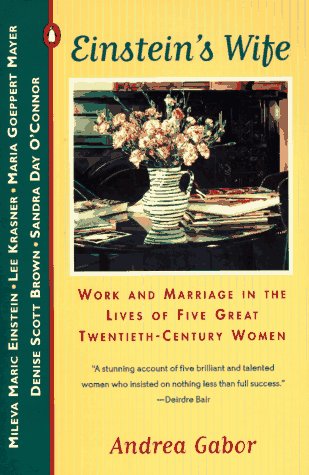 Einstein's Wife
Mileva Maric Einstein • Lee Krasner • Maria Goeppert Mayer
Denise Scott Brown • Sandra Day O'Connor
Work and Marriage in the
Lives of Five Great
Twentieth-Century Women
"A stunning account of five brilliant and talented
women who insisted on nothing less than full success."
—Deirdre Bair
Andrea Gabor